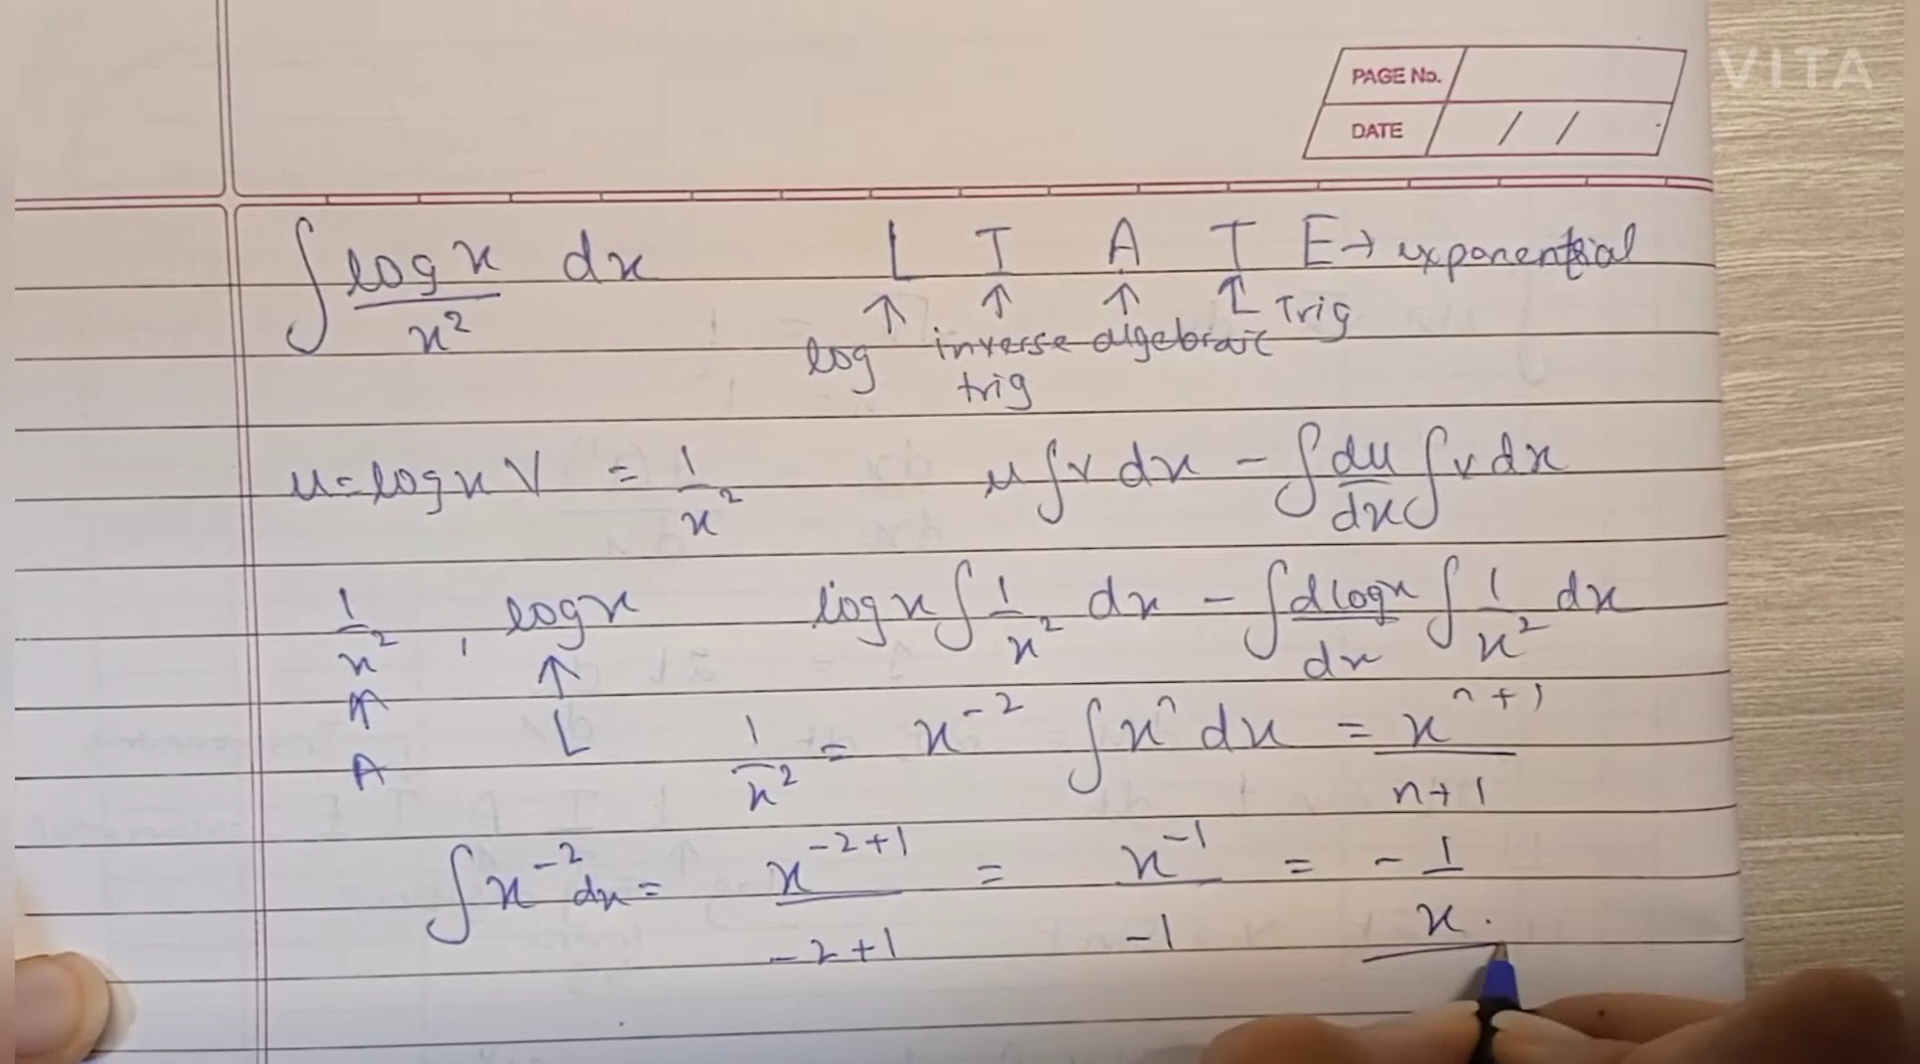 VITA
PAGE No.
DATE / /
∫ log x / x² dx L I A T E → exponential
↑ ↑ ↑ ↑ Trig
log inverse algebraic
trig
u = log x V = 1/x² u ∫ v dx − ∫ du/dx ∫ v dx
1/x² , log x log x ∫ 1/x² dx − ∫ d log x/dx ∫ 1/x² dx
↑ ↑
A L 1/x² = x⁻² ∫ xⁿ dx = xⁿ⁺¹/n+1
∫ x⁻² dx = x⁻²⁺¹/−2+1 = x⁻¹/−1 = − 1/x.